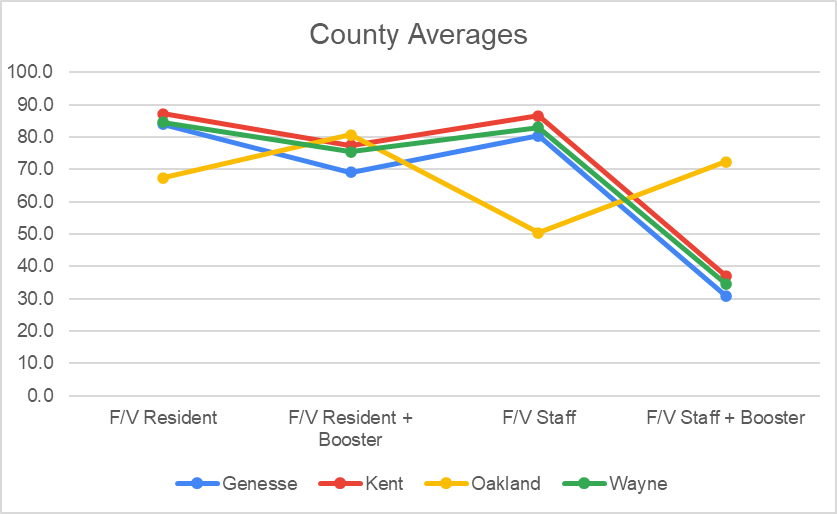 County Averages
100.0
90.0
80.0
70.0
60.0
50.0
40.0
30.0
20.0
10.0
0.0
F/V Resident
F/V Resident +
Booster
F/V Staff
F/V Staff + Booster
Genesse
Kent
Oakland
Wayne